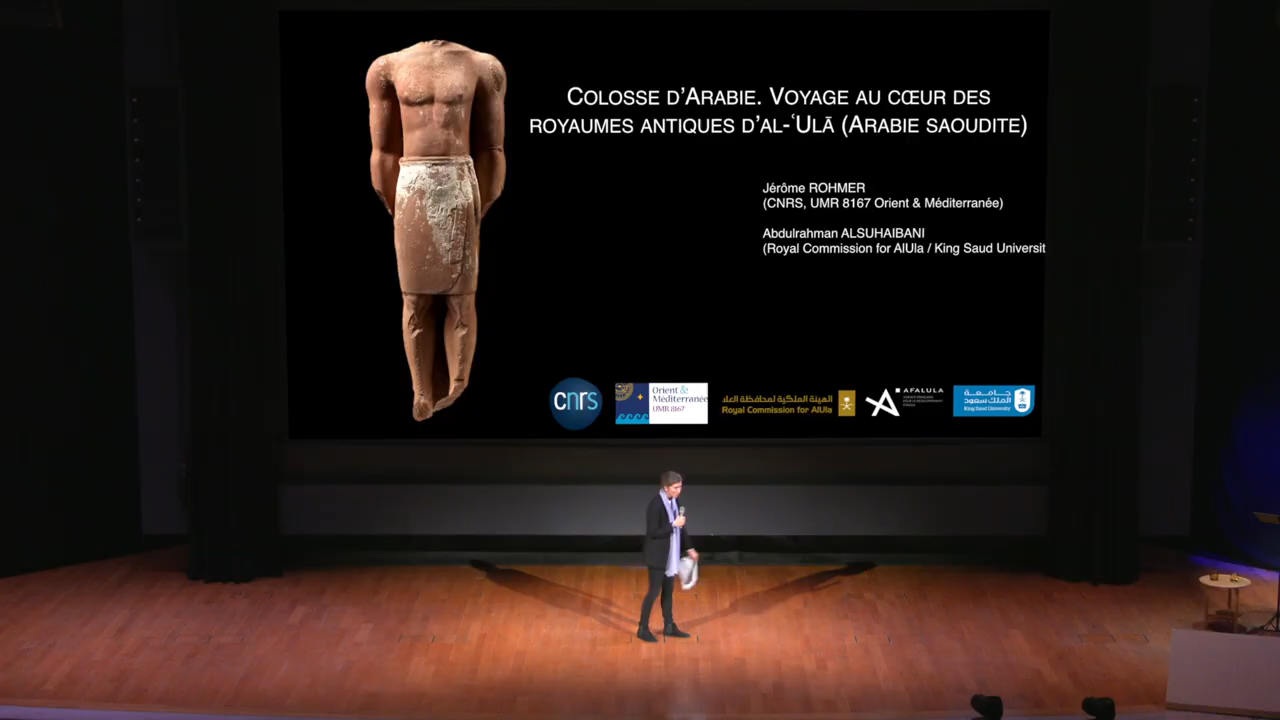 COLOSSE D'ARABIE. VOYAGE AU CŒUR DES
ROYAUMES ANTIQUES D'AL-ʿULĀ (ARABIE SAOUDITE)
Jérôme ROHMER
(CNRS, UMR 8167 Orient & Méditerranée)
Abdulrahman ALSUHAIBANI
(Royal Commission for AlUla / King Saud Universit
cnrs
Orient &
Méditerranée
UMR 8167
الهيئة الملكية لمحافظة العلا
Royal Commission for AlUla
AFALULA
جامعة
الملك سعود
King Saud University